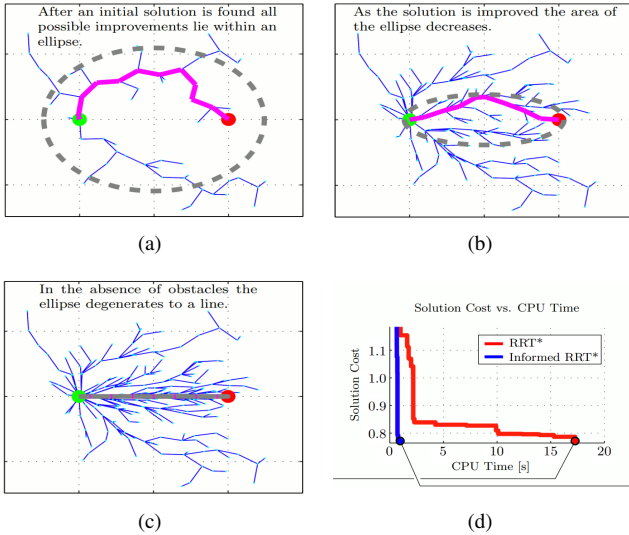 After an initial solution is found all
possible improvements lie within an
ellipse.
As the solution is improved the area of
the ellipse decreases.
(a)
(b)
In the absence of obstacles the
ellipse degenerates to a line.
Solution Cost vs. CPU Time
RRT*
Informed RRT*
Solution Cost
1.1
1.0
0.9
0.8
0
5
10
15
20
CPU Time [s]
(c)
(d)